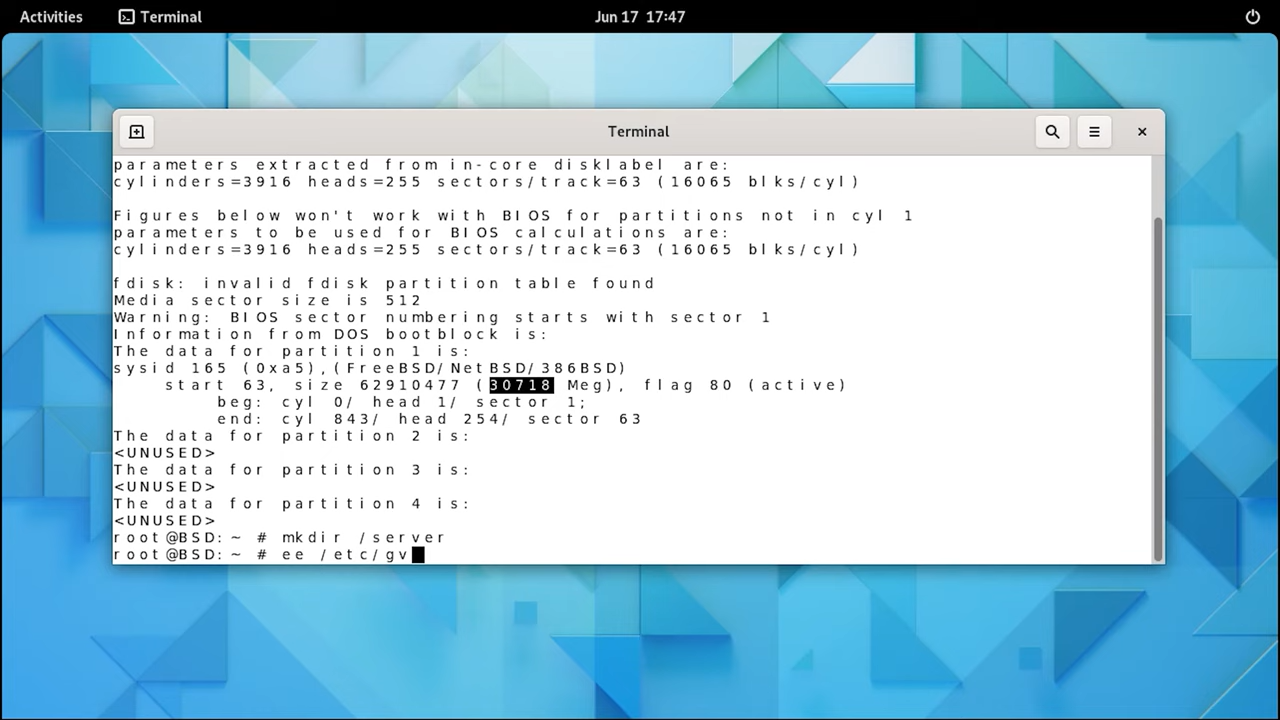 Activities
Terminal
Jun 17 17:47
Terminal
parameters extracted from in-core disklabel are:
cylinders=3916 heads=255 sectors/track=63 (16065 blks/cyl)
Figures below won't work with BIOS for partitions not in cyl 1
parameters to be used for BIOS calculations are:
cylinders=3916 heads=255 sectors/track=63 (16065 blks/cyl)
fdisk: invalid fdisk partition table found
Media sector size is 512
Warning: BIOS sector numbering starts with sector 1
Information from DOS bootblock is:
The data for partition 1 is:
sysid 165 (0xa5),(FreeBSD/NetBSD/386BSD)
start 63, size 62910477 (30718 Meg), flag 80 (active)
beg: cyl 0/ head 1/ sector 1;
end: cyl 843/ head 254/ sector 63
The data for partition 2 is:
<UNUSED>
The data for partition 3 is:
<UNUSED>
The data for partition 4 is:
<UNUSED>
root@BSD:~ # mkdir /server
root@BSD:~ # ee /etc/gv